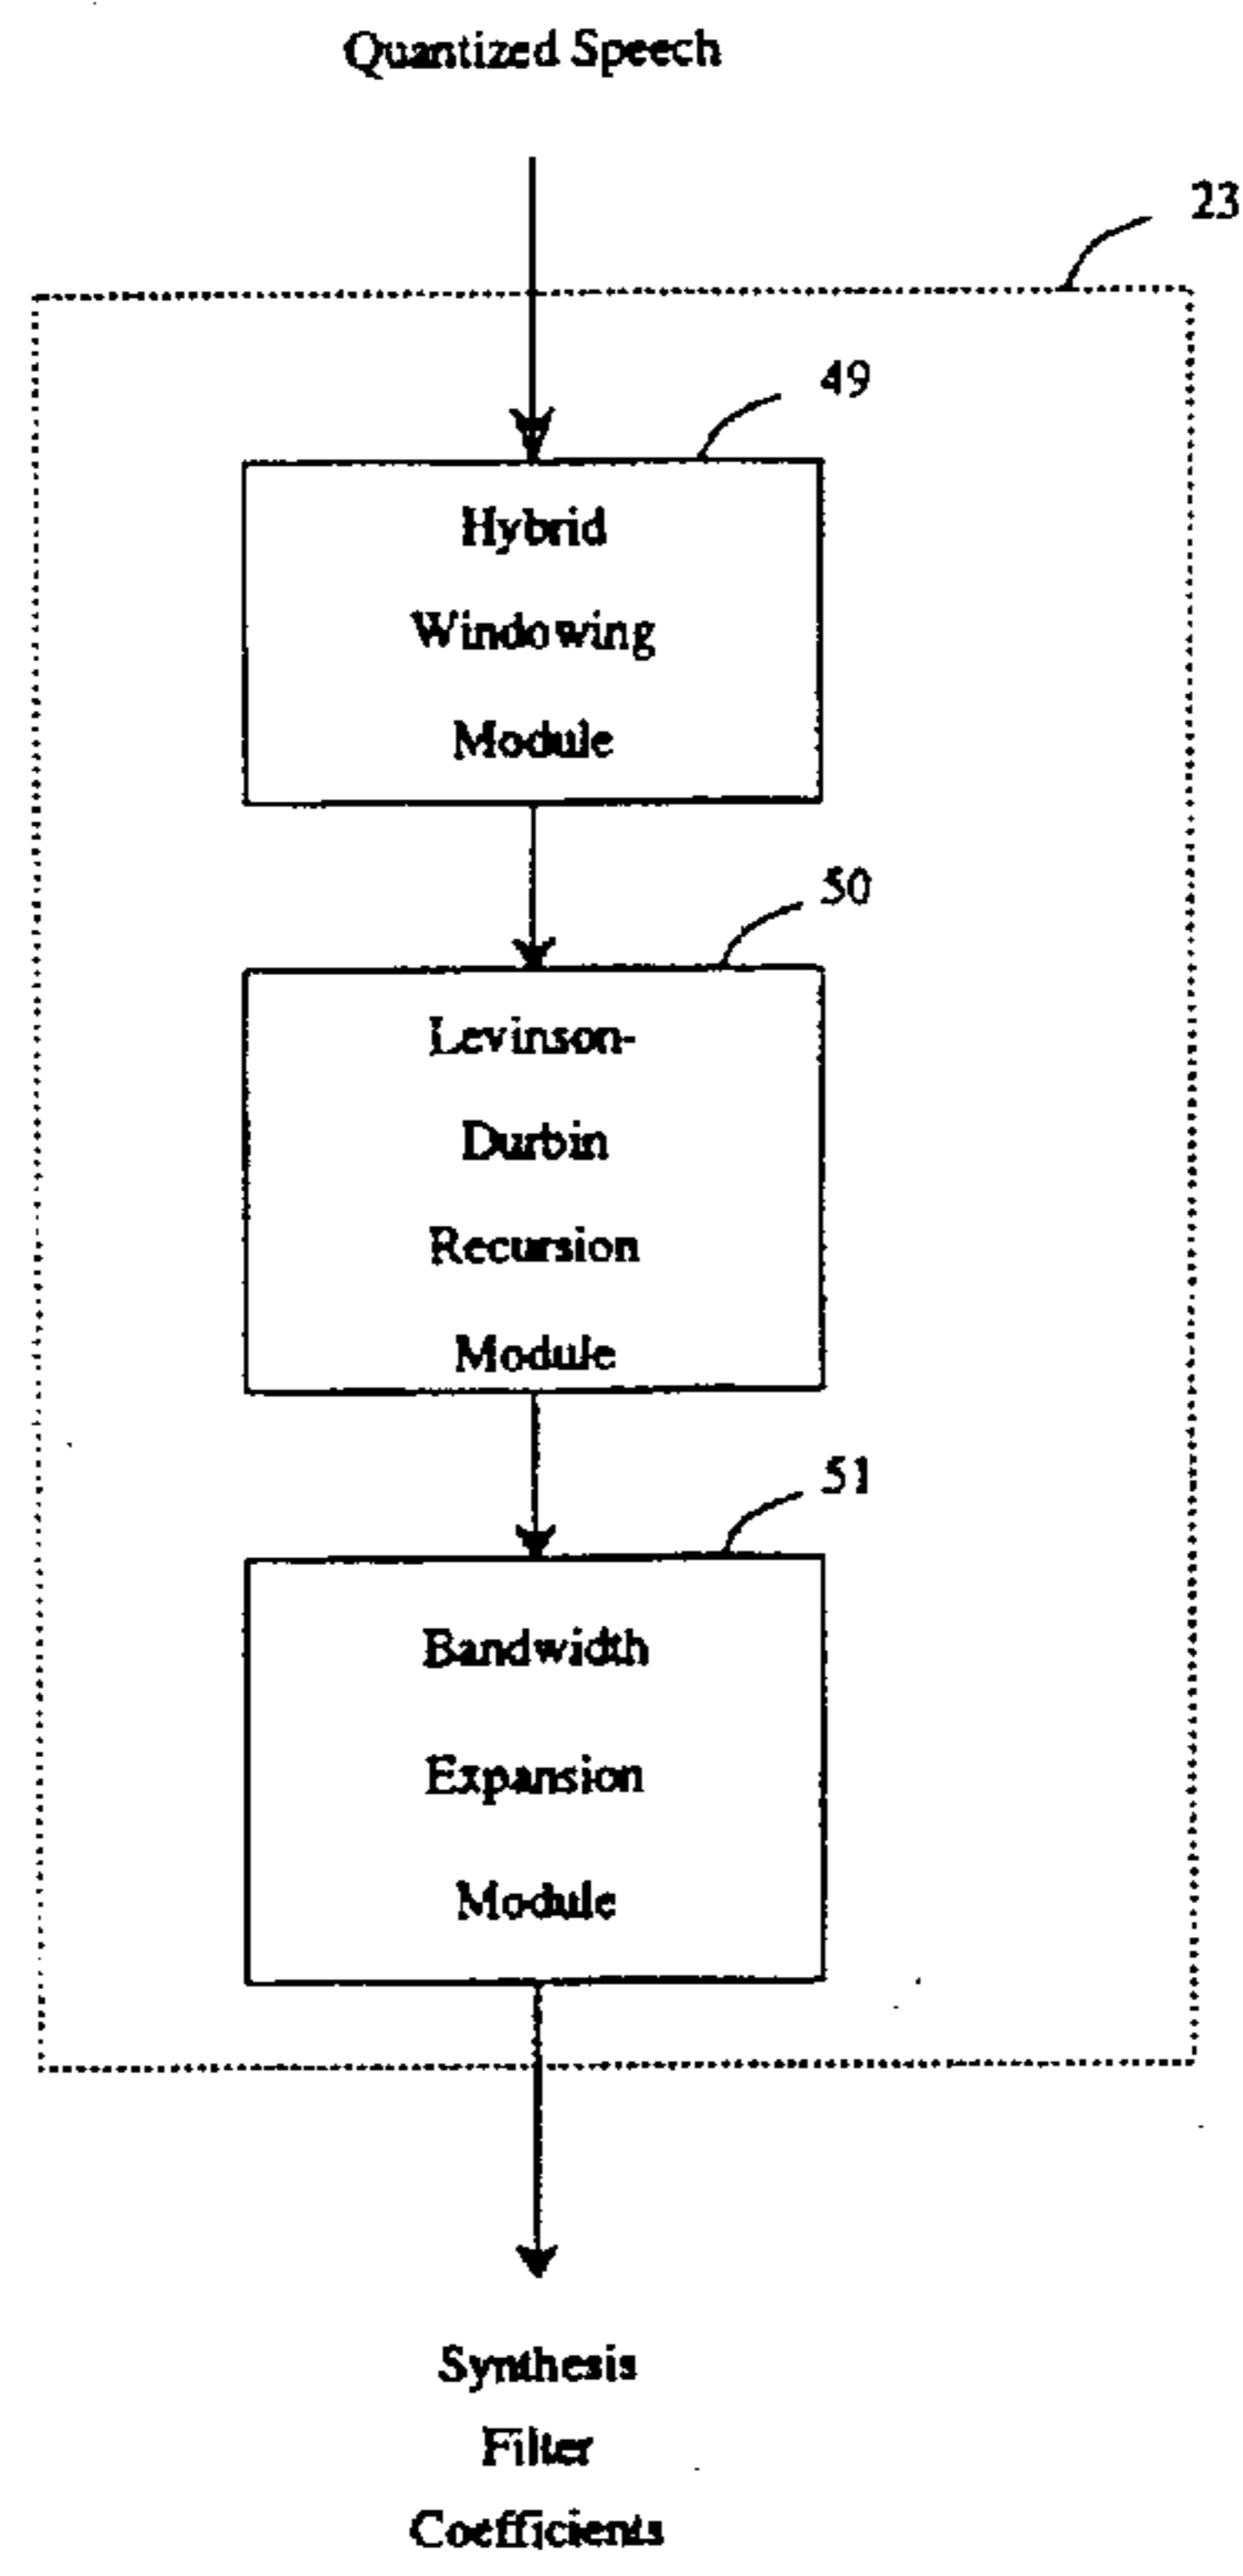 Quantized Speech
23
49
Hybrid
Windowing
Module
50
Levinson-
Durbin
Recursion
Module
51
Bandwidth
Expansion
Module
Synthesis
Filter
Coefficients